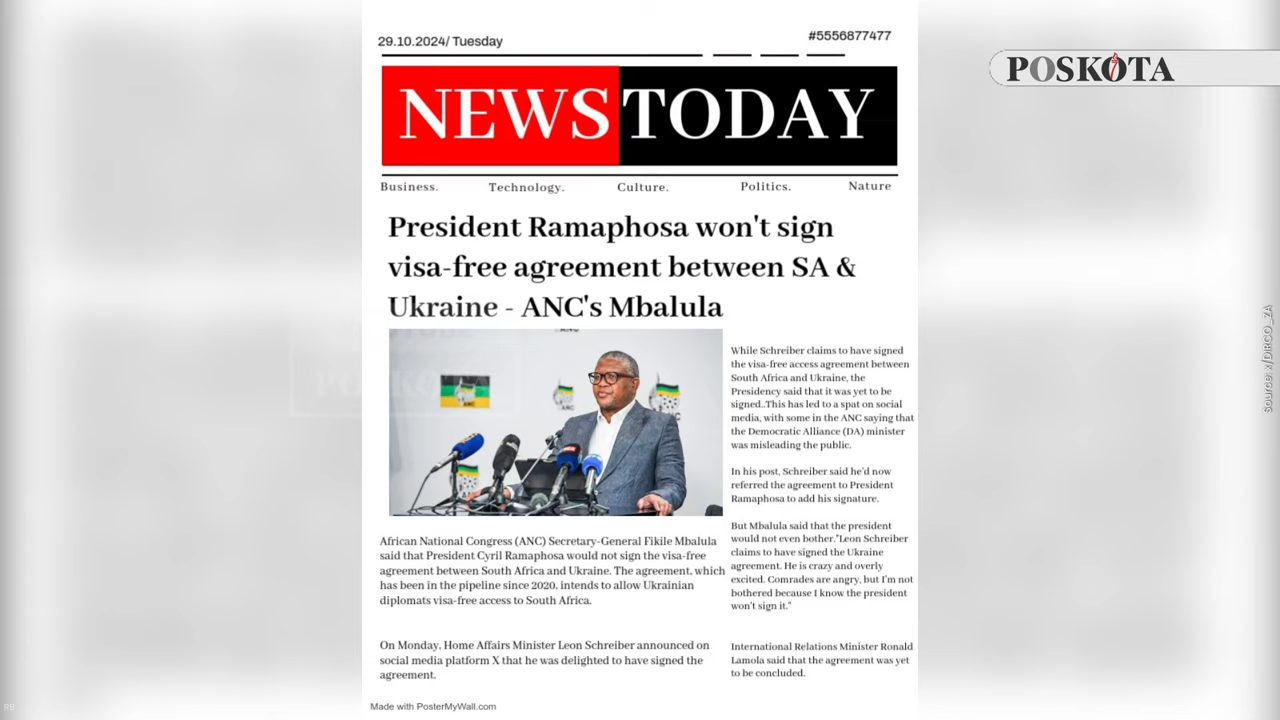 29.10.2024/ Tuesday
#5556877477
POSKOTA
NEWS TODAY
Business. Technology. Culture. Politics. Nature
President Ramaphosa won't sign
visa-free agreement between SA &
Ukraine - ANC's Mbalula
ANC
ANC
African National Congress (ANC) Secretary-General Fikile Mbalula
said that President Cyril Ramaphosa would not sign the visa-free
agreement between South Africa and Ukraine. The agreement, which
has been in the pipeline since 2020, intends to allow Ukrainian
diplomats visa-free access to South Africa.
On Monday, Home Affairs Minister Leon Schreiber announced on
social media platform X that he was delighted to have signed the
agreement.
While Schreiber claims to have signed
the visa-free access agreement between
South Africa and Ukraine, the
Presidency said that it was yet to be
signed..This has led to a spat on social
media, with some in the ANC saying that
the Democratic Alliance (DA) minister
was misleading the public.
In his post, Schreiber said he'd now
referred the agreement to President
Ramaphosa to add his signature.
But Mbalula said that the president
would not even bother."Leon Schreiber
claims to have signed the Ukraine
agreement. He is crazy and overly
excited. Comrades are angry, but I'm not
bothered because I know the president
won't sign it."
International Relations Minister Ronald
Lamola said that the agreement was yet
to be concluded.
Made with PosterMyWall.com
Source: X/DIRCO_ZA
RB